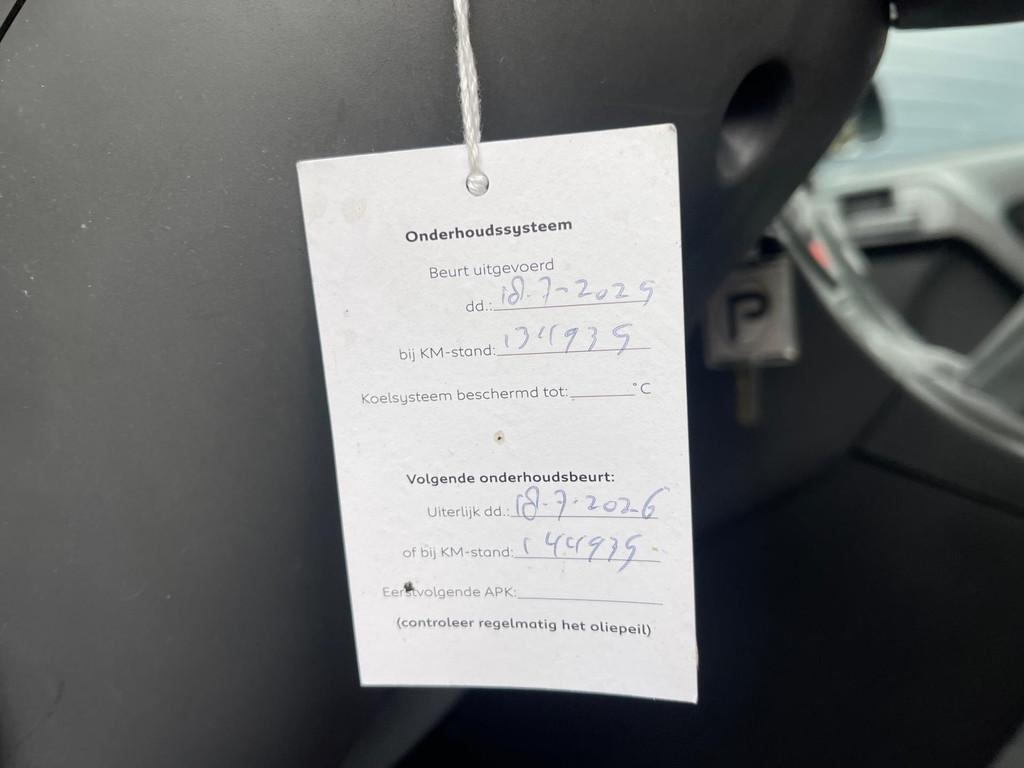 Onderhoudssysteem
Beurt uitgevoerd
dd.: 18-7-2025
bij KM-stand: 134935
Koelsysteem beschermd tot: °C
Volgende onderhoudsbeurt:
Uiterlijk dd.: 18-7-2026
of bij KM-stand: 144935
Eerstvolgende APK:
(controleer regelmatig het oliepeil)
P